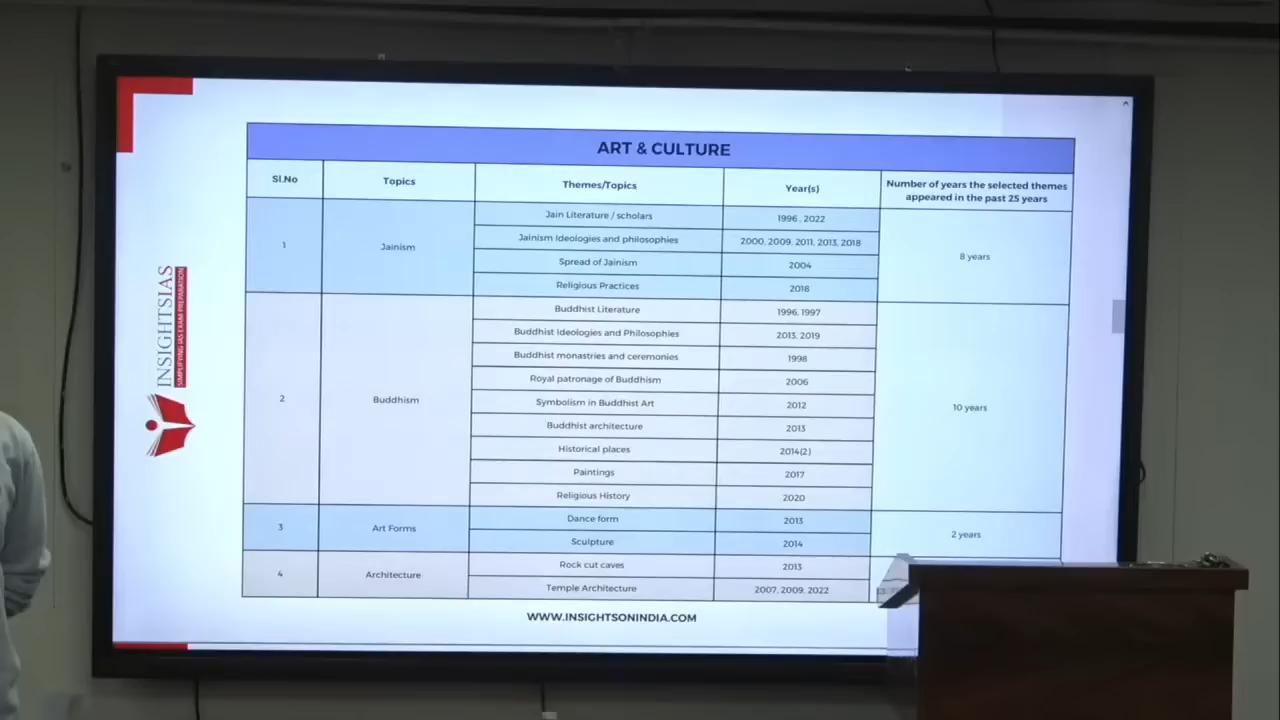 ART & CULTURE
Sl.No Topics Themes/Topics Year(s) Number of years the selected themes appeared in the past 25 years
1 Jainism Jain Literature / scholars 1996 , 2022 8 years
Jainism Ideologies and philosophies 2000, 2009, 2011, 2013, 2018
Spread of Jainism 2004
Religious Practices 2018
2 Buddhism Buddhist Literature 1996, 1997 10 years
Buddhist Ideologies and Philosophies 2013, 2019
Buddhist monastries and ceremonies 1998
Royal patronage of Buddhism 2006
Symbolism in Buddhist Art 2012
Buddhist architecture 2013
Historical places 2014(2)
Paintings 2017
Religious History 2020
3 Art Forms Dance form 2013 2 years
Sculpture 2014
4 Architecture Rock cut caves 2013
Temple Architecture 2007, 2009, 2022
WWW.INSIGHTSONINDIA.COM
INSIGHTSIAS
SIMPLIFYING IAS EXAM PREPARATION